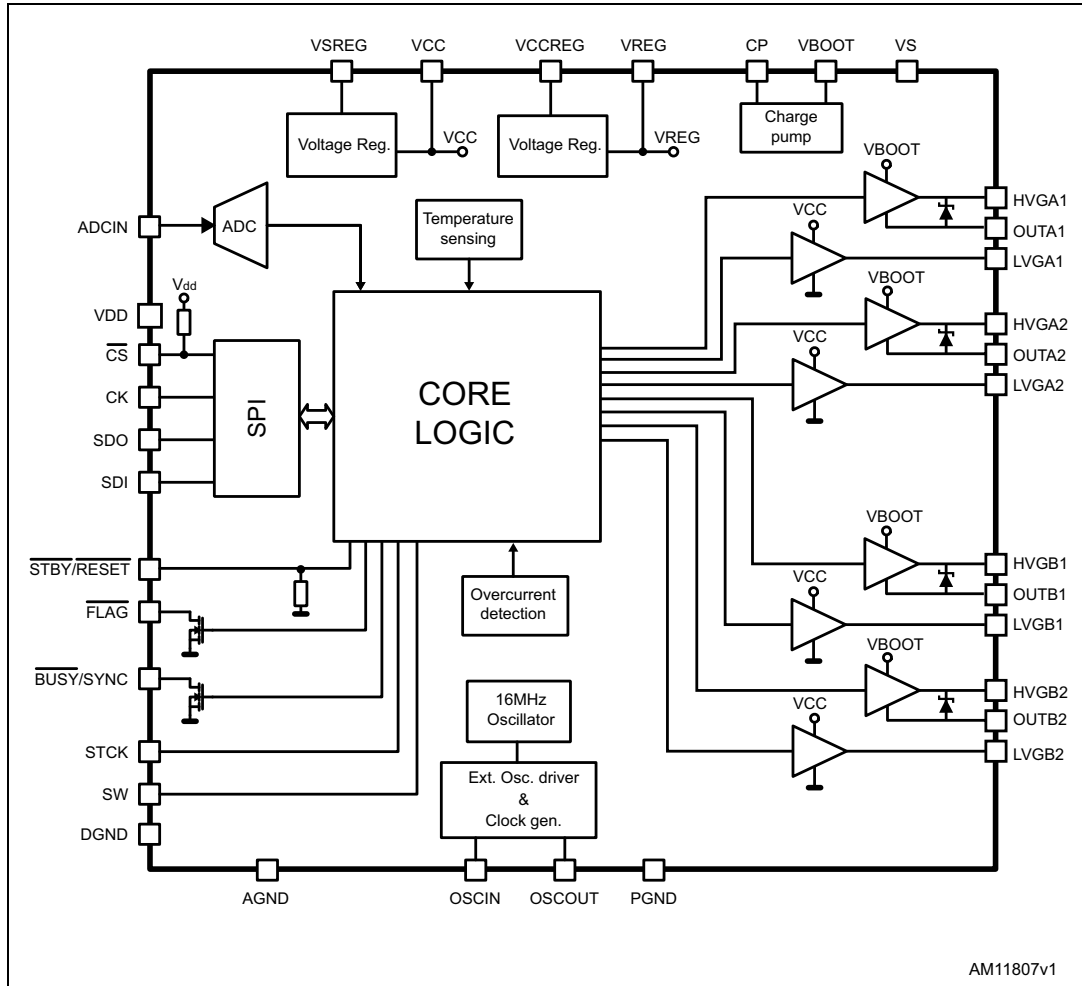 VSREG
VCC
VCCREG
VREG
CP
VBOOT
VS
Voltage Reg.
VCC
Voltage Reg.
VREG
Charge
pump
ADCIN
ADC
Temperature
sensing
VBOOT
HVGA1
OUTA1
VCC
LVGA1
VBOOT
HVGA2
OUTA2
VCC
LVGA2
Vdd
VDD
CS
CK
SDO
SDI
SPI
CORE
LOGIC
VBOOT
HVGB1
OUTB1
VCC
LVGB1
VBOOT
HVGB2
OUTB2
VCC
LVGB2
STBY/RESET
FLAG
BUSY/SYNC
STCK
SW
DGND
Overcurrent
detection
16MHz
Oscillator
Ext. Osc. driver
&
Clock gen.
AGND
OSCIN
OSCOUT
PGND
AM11807v1